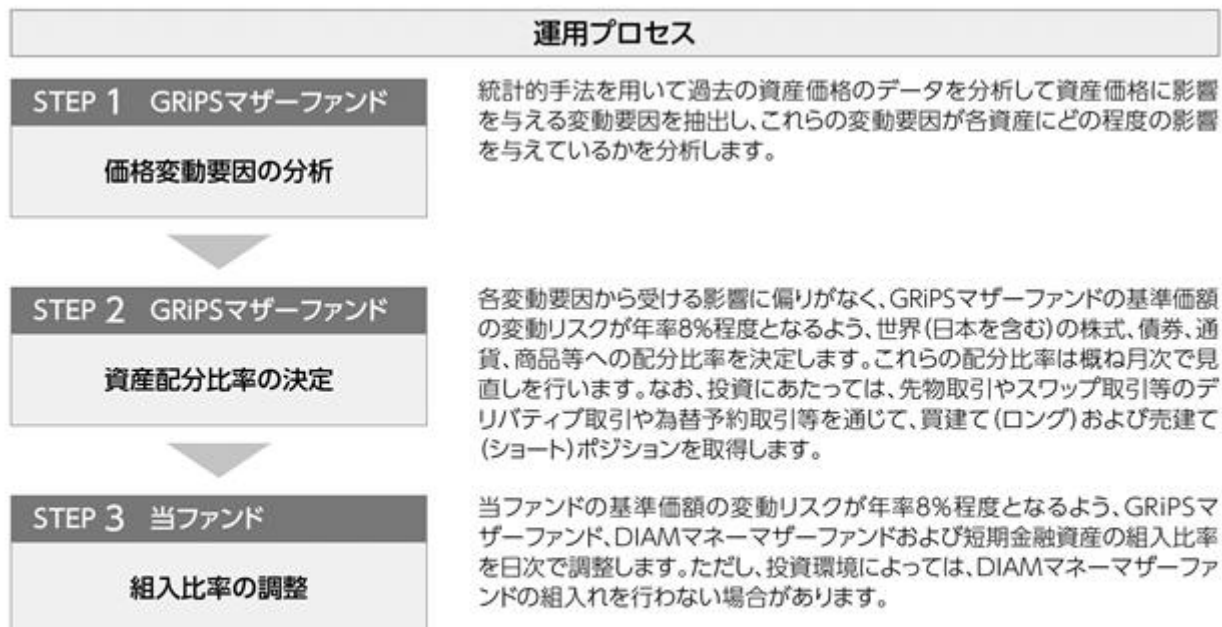 運用プロセス
STEP 1 GRiPSマザーファンド
価格変動要因の分析
統計的手法を用いて過去の資産価格のデータを分析して資産価格に影響
を与える変動要因を抽出し、これらの変動要因が各資産にどの程度の影響
を与えているかを分析します。
STEP 2 GRiPSマザーファンド
資産配分比率の決定
各変動要因から受ける影響に偏りがなく、GRiPSマザーファンドの基準価額
の変動リスクが年率8%程度となるよう、世界(日本を含む)の株式、債券、通
貨、商品等への配分比率を決定します。これらの配分比率は概ね月次で見
直しを行います。なお、投資にあたっては、先物取引やスワップ取引等のデ
リバティブ取引や為替予約取引等を通じて、買建て(ロング)および売建て
(ショート)ポジションを取得します。
STEP 3 当ファンド
組入比率の調整
当ファンドの基準価額の変動リスクが年率8%程度となるよう、GRiPSマ
ザーファンド、DIAMマネーマザーファンドおよび短期金融資産の組入比率
を日次で調整します。ただし、投資環境によっては、DIAMマネーマザーファ
ンドの組入れを行わない場合があります。